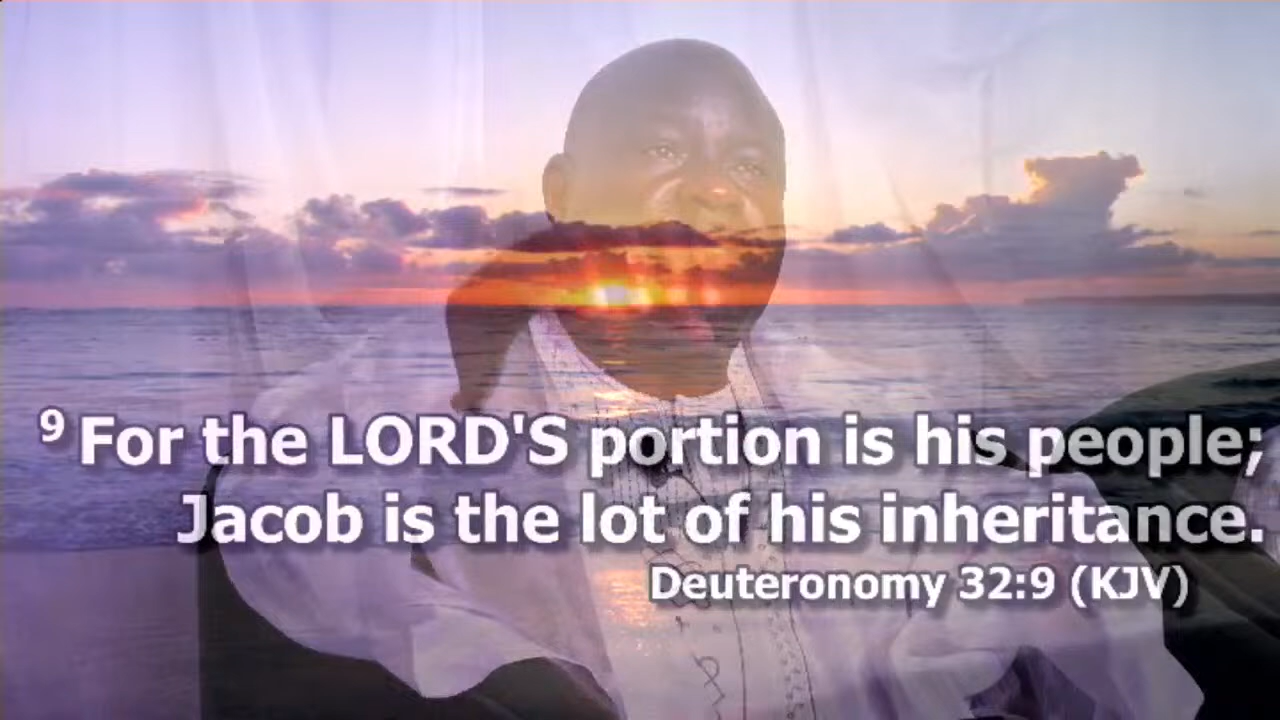 9 For the LORD'S portion is his people;
Jacob is the lot of his inheritance.
Deuteronomy 32:9 (KJV)